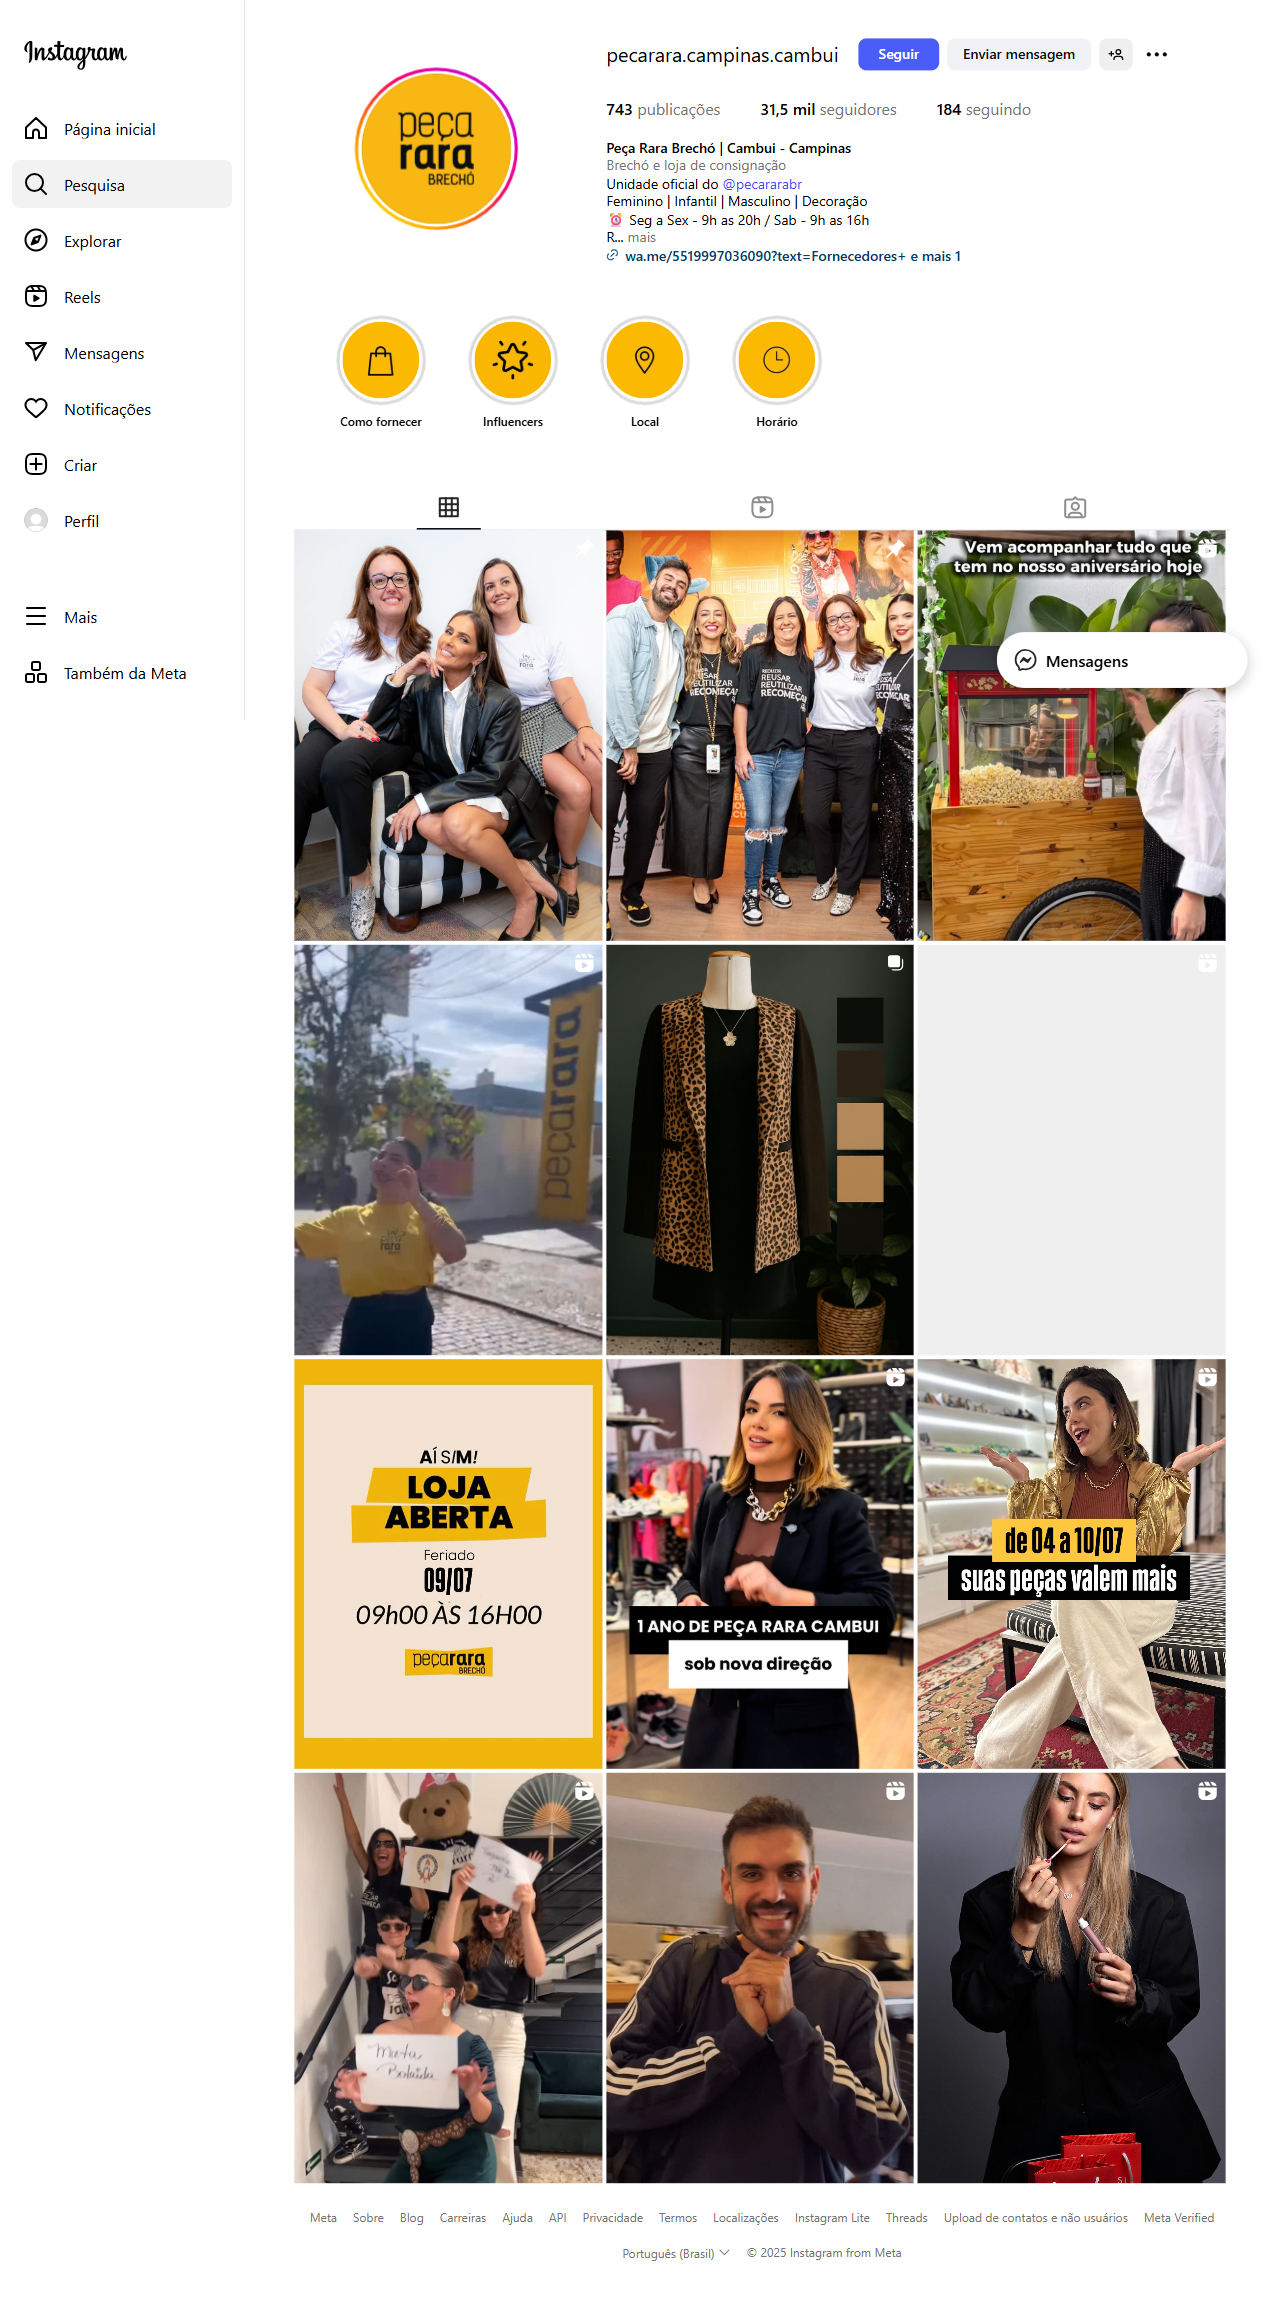 Instagram
Página inicial
Pesquisa
Explorar
Reels
Mensagens
Notificações
Criar
Perfil
Mais
Também da Meta
peça
rara
BRECHÓ
pecarara.campinas.cambui
Seguir
Enviar mensagem
743 publicações
31,5 mil seguidores
184 seguindo
Peça Rara Brechó | Cambui - Campinas
Brechó e loja de consignação
Unidade oficial do @pecararabr
Feminino | Infantil | Masculino | Decoração
⏰ Seg a Sex - 9h as 20h / Sab - 9h as 16h
R... mais
wa.me/5519997036090?text=Fornecedores+ e mais 1
Como fornecer
Influencers
Local
Horário
rara
REDUZIR
REUSAR
REUTILIZAR
RECOMEÇAR
Vem acompanhar tudo que
tem no nosso aniversário hoje
Mensagens
peçarara
rara
AÍ SIM!
LOJA
ABERTA
Feriado
09/07
09h00 ÀS 16H00
peçarara
BRECHÓ
1 ANO DE PEÇA RARA CAMBUI
sob nova direção
de 04 a 10/07
suas peças valem mais
Meta
Sobre
Blog
Carreiras
Ajuda
API
Privacidade
Termos
Localizações
Instagram Lite
Threads
Upload de contatos e não usuários
Meta Verified
Português (Brasil)
© 2025 Instagram from Meta